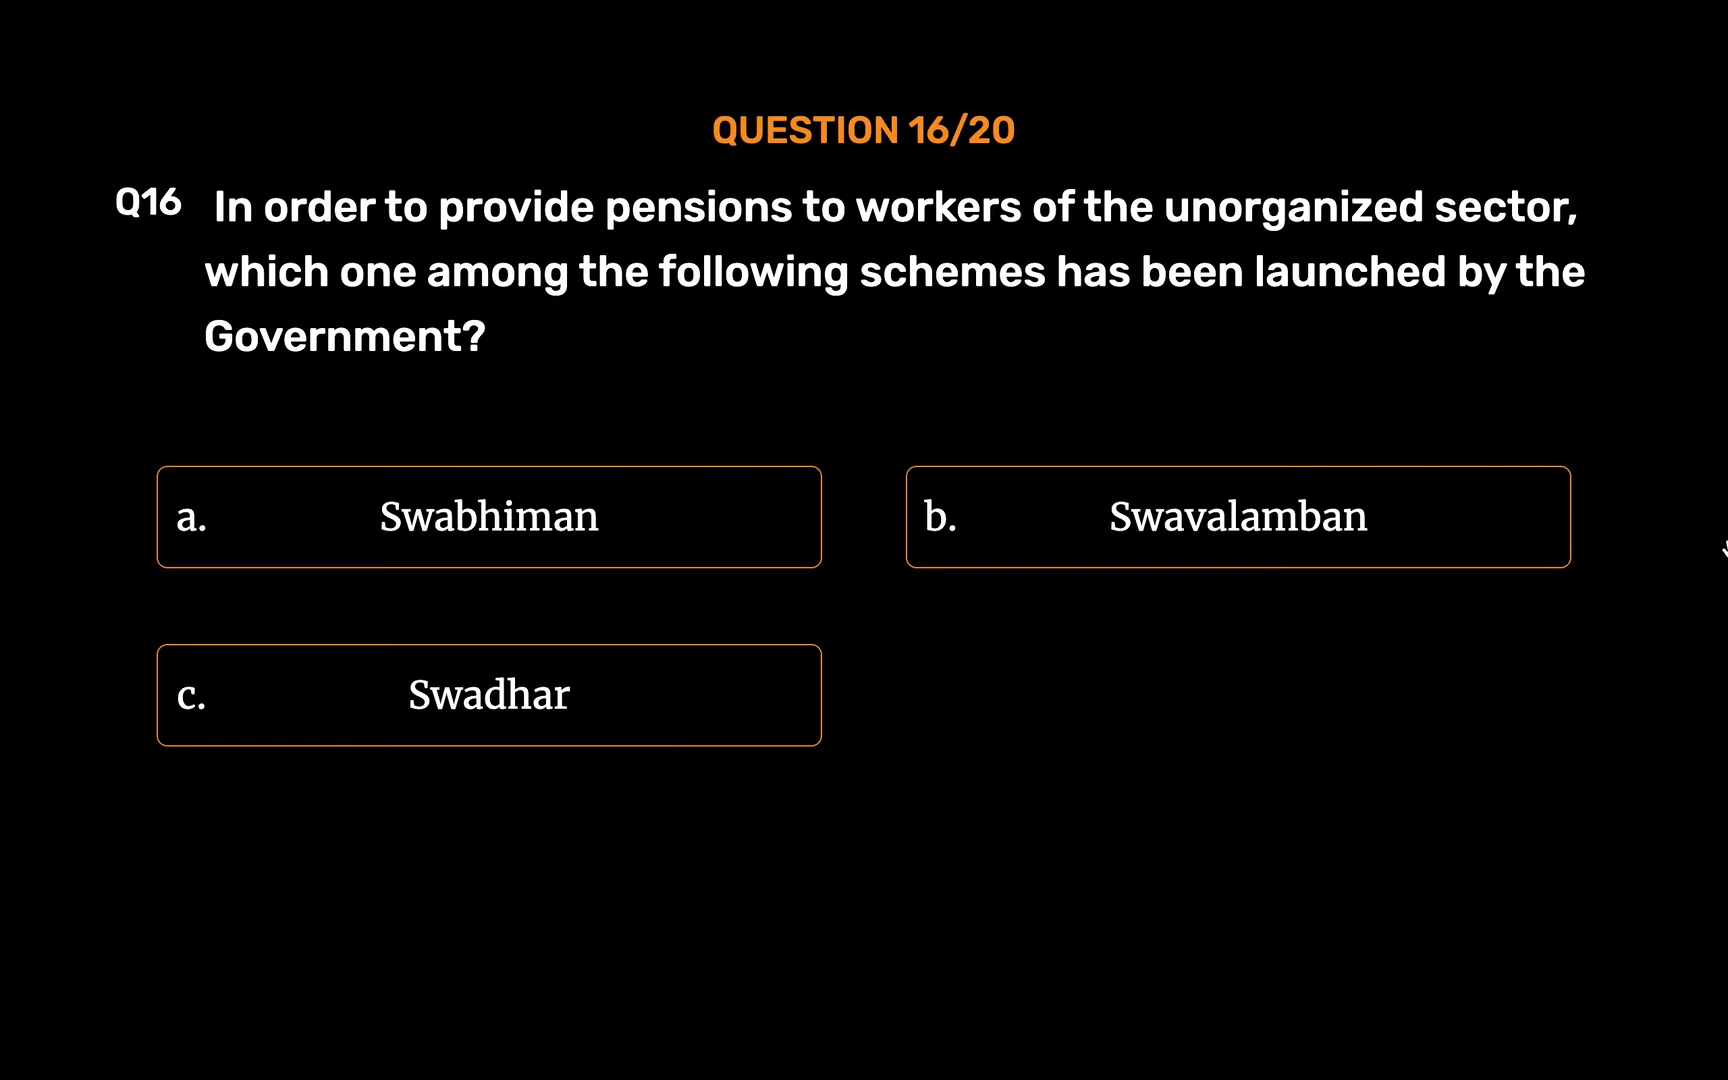 QUESTION 16/20
Q16 In order to provide pensions to workers of the unorganized sector,
which one among the following schemes has been launched by the
Government?
a. Swabhiman
b. Swavalamban
c. Swadhar